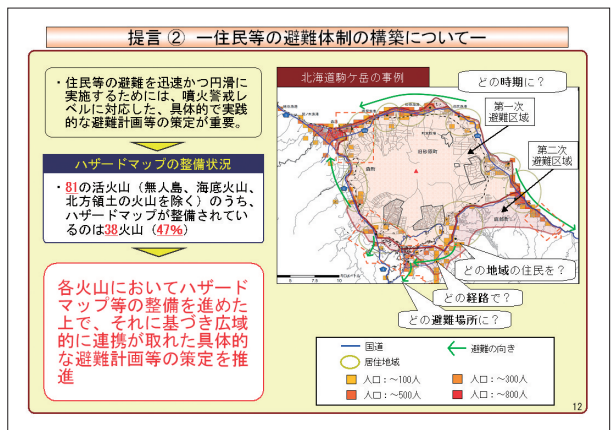 提言 ② ー住民等の避難体制の構築についてー
・住民等の避難を迅速かつ円滑に
実施するためには、噴火警戒レ
ベルに対応した、具体的で実践
的な避難計画等の策定が重要。
ハザードマップの整備状況
・81の活火山（無人島、海底火山、
北方領土の火山を除く）のうち、
ハザードマップが整備されてい
るのは38火山（47%）
各火山においてハザード
マップ等の整備を進めた
上で、それに基づき広域
的に連携が取れた具体的
な避難計画等の策定を推
進
北海道駒ケ岳の事例
どの時期に？
第一次
避難区域
第二次
避難区域
森町
鹿部町
どの地域の住民を？
どの経路で？
どの避難場所に？
国道
避難の向き
居住地域
人口：～100人
人口：～300人
人口：～500人
人口：～800人
12